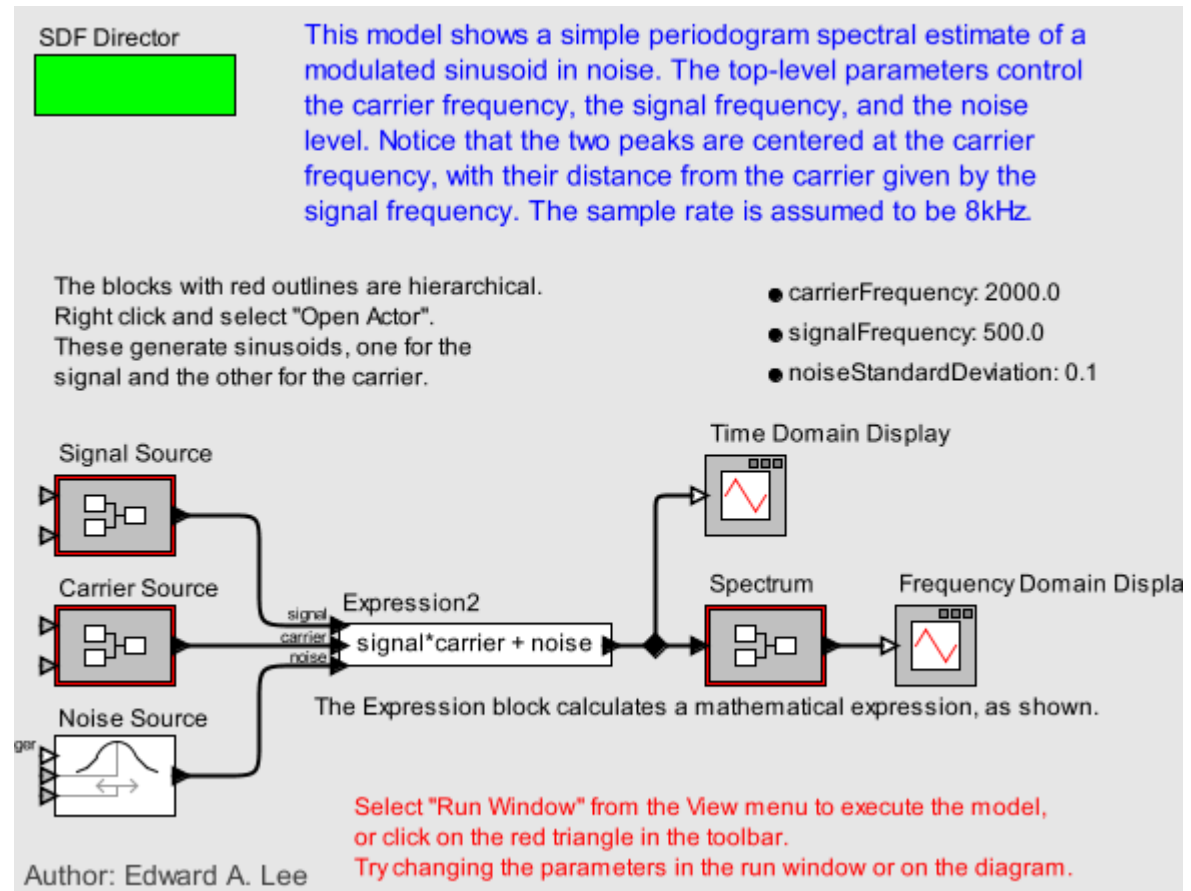 SDF Director
This model shows a simple periodogram spectral estimate of a
modulated sinusoid in noise. The top-level parameters control
the carrier frequency, the signal frequency, and the noise
level. Notice that the two peaks are centered at the carrier
frequency, with their distance from the carrier given by the
signal frequency. The sample rate is assumed to be 8kHz.
The blocks with red outlines are hierarchical.
Right click and select "Open Actor".
These generate sinusoids, one for the
signal and the other for the carrier.
carrierFrequency: 2000.0
signalFrequency: 500.0
noiseStandardDeviation: 0.1
Time Domain Display
Signal Source
Carrier Source
Spectrum
Frequency Domain Displa
signal
carrier
noise
Expression2
signal*carrier + noise
The Expression block calculates a mathematical expression, as shown.
Noise Source
ger
Select "Run Window" from the View menu to execute the model,
or click on the red triangle in the toolbar.
Try changing the parameters in the run window or on the diagram.
Author: Edward A. Lee